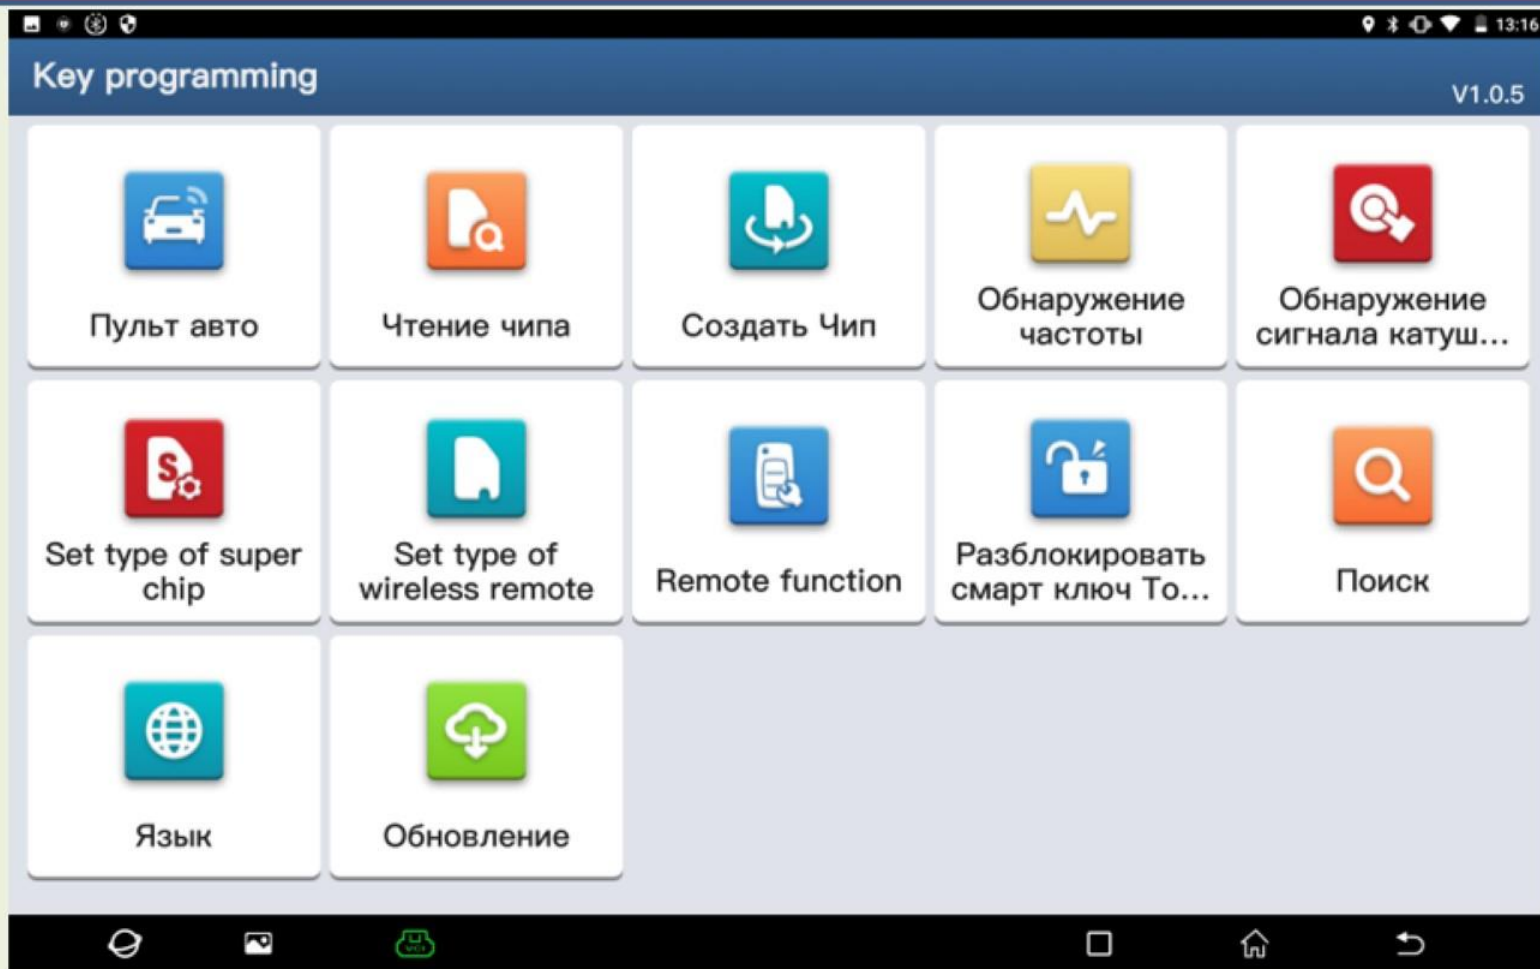 13:16
Key programming
V1.0.5
Пульт авто
Чтение чипа
Создать Чип
Обнаружение
частоты
Обнаружение
сигнала катуш...
Set type of super
chip
Set type of
wireless remote
Remote function
Разблокировать
смарт ключ То...
Поиск
Язык
Обновление
VCI